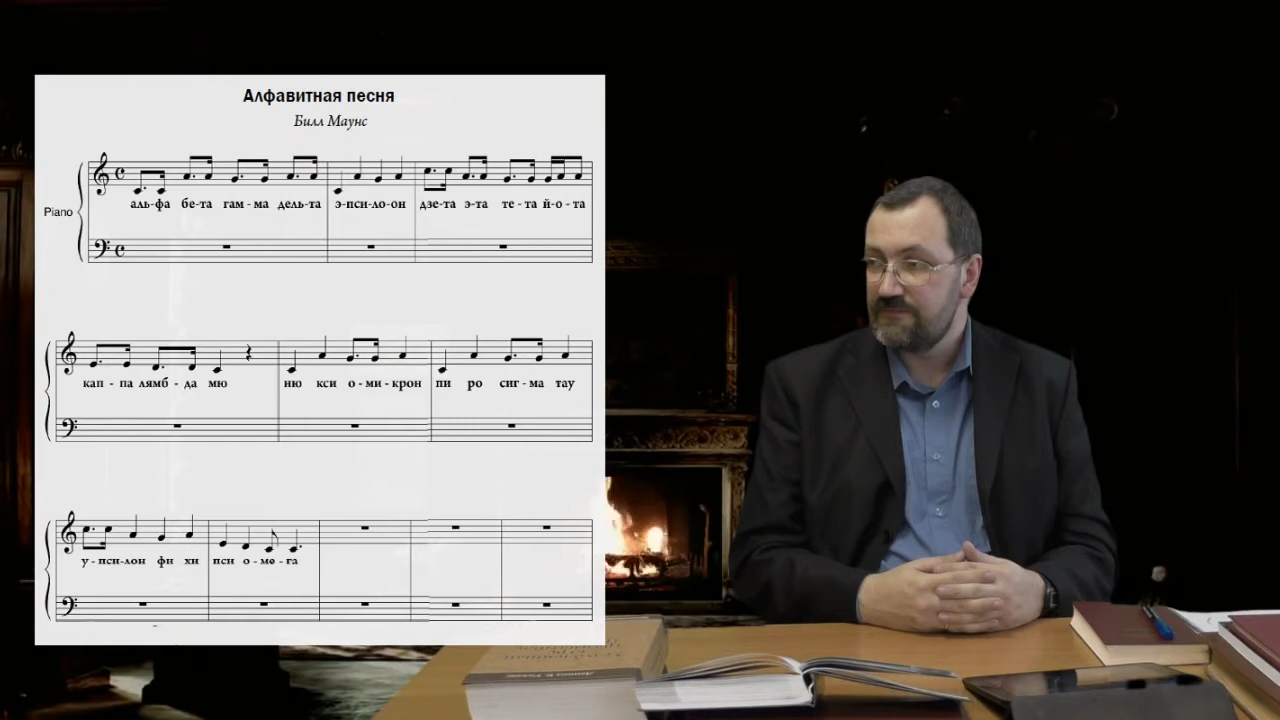 Алфавитная песня
Билл Маунс
Piano
аль-фа бе-та гам-ма дель-та э-пси-ло-он дзе-та э-та те-та й-о-та
кап-па лямб-да мю ню кси о-ми-крон пи ро сиг-ма тау
у-пси-лон фи хи пси о-ме-га